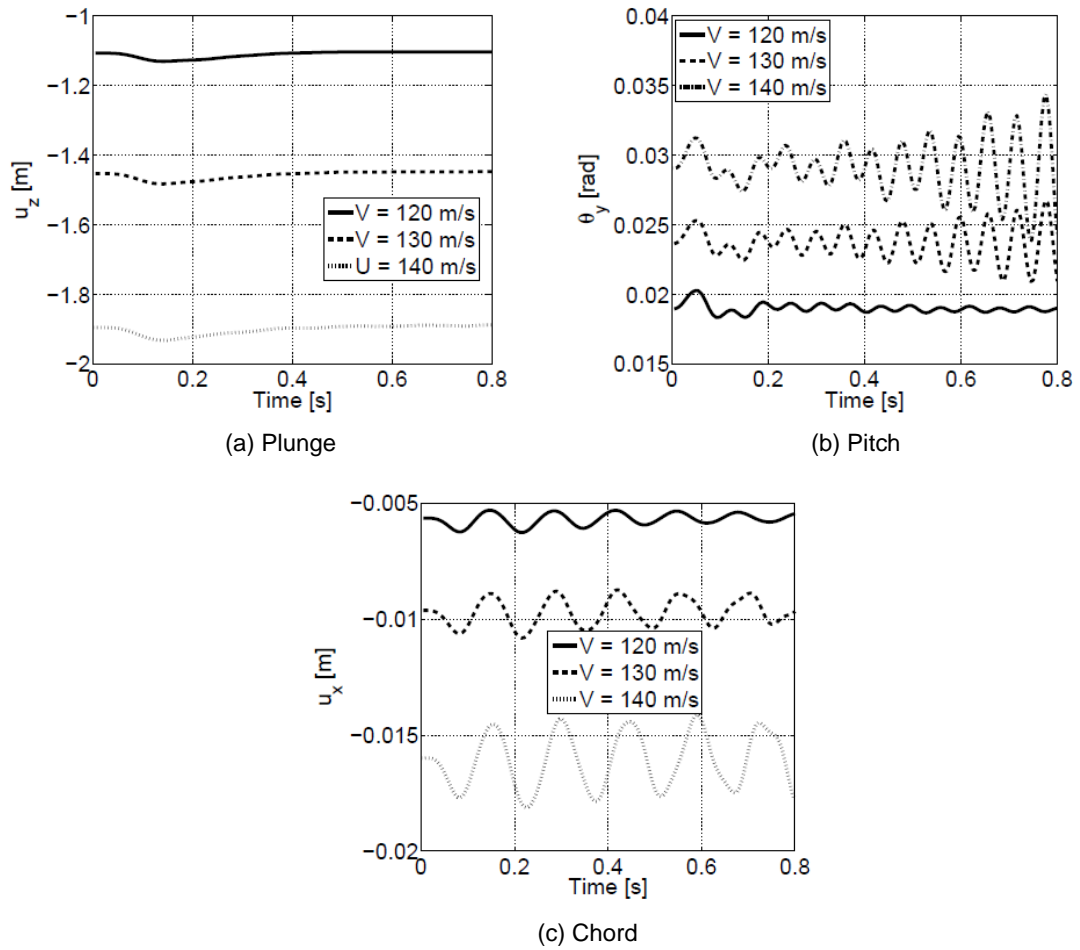 −1
−1.2
−1.4
−1.6
−1.8
−2
u_z [m]
V = 120 m/s
V = 130 m/s
U = 140 m/s
0 0.2 0.4 0.6 0.8
Time [s]
(a) Plunge
0.04
0.035
0.03
0.025
0.02
0.015
θ_y [rad]
V = 120 m/s
V = 130 m/s
V = 140 m/s
0 0.2 0.4 0.6 0.8
Time [s]
(b) Pitch
−0.005
−0.01
−0.015
−0.02
u_x [m]
V = 120 m/s
V = 130 m/s
V = 140 m/s
0 0.2 0.4 0.6 0.8
Time [s]
(c) Chord